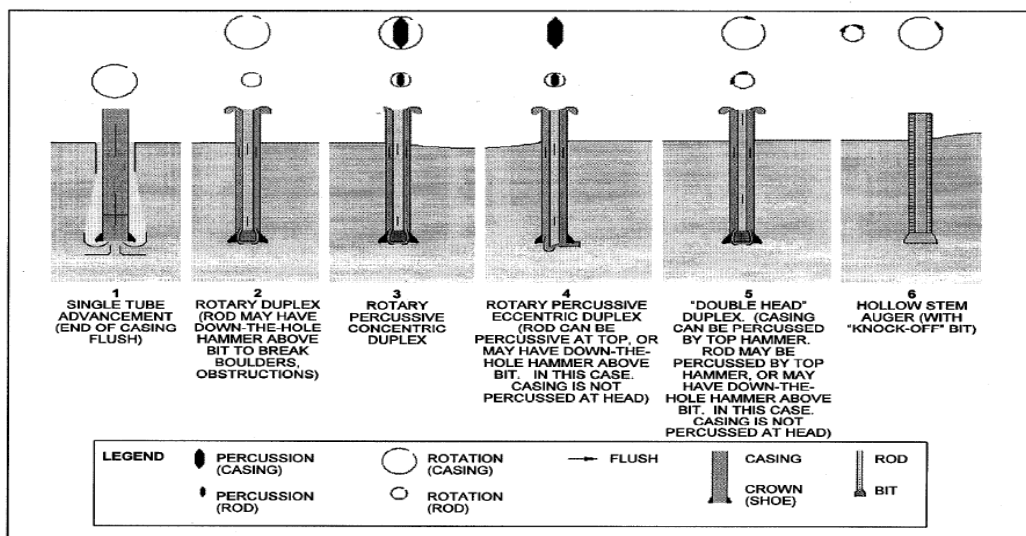 1
SINGLE TUBE
ADVANCEMENT
(END OF CASING
FLUSH)
2
ROTARY DUPLEX
(ROD MAY HAVE
DOWN-THE-HOLE
HAMMER ABOVE
BIT TO BREAK
BOULDERS,
OBSTRUCTIONS)
3
ROTARY
PERCUSSIVE
CONCENTRIC
DUPLEX
4
ROTARY PERCUSSIVE
ECCENTRIC DUPLEX
(ROD CAN BE
PERCUSSIVE AT TOP, OR
MAY HAVE DOWN-THE-
HOLE HAMMER ABOVE
BIT. IN THIS CASE.
CASING IS NOT
PERCUSSED AT HEAD)
5
"DOUBLE HEAD"
DUPLEX. (CASING
CAN BE PERCUSSED
BY TOP HAMMER.
ROD MAY BE
PERCUSSED BY TOP
HAMMER, OR MAY
HAVE DOWN-THE-
HOLE HAMMER ABOVE
BIT. IN THIS CASE.
CASING IS NOT
PERCUSSED AT HEAD)
6
HOLLOW STEM
AUGER (WITH
"KNOCK-OFF" BIT)
LEGEND
PERCUSSION
(CASING)
PERCUSSION
(ROD)
ROTATION
(CASING)
ROTATION
(ROD)
FLUSH
CASING
CROWN
(SHOE)
ROD
BIT